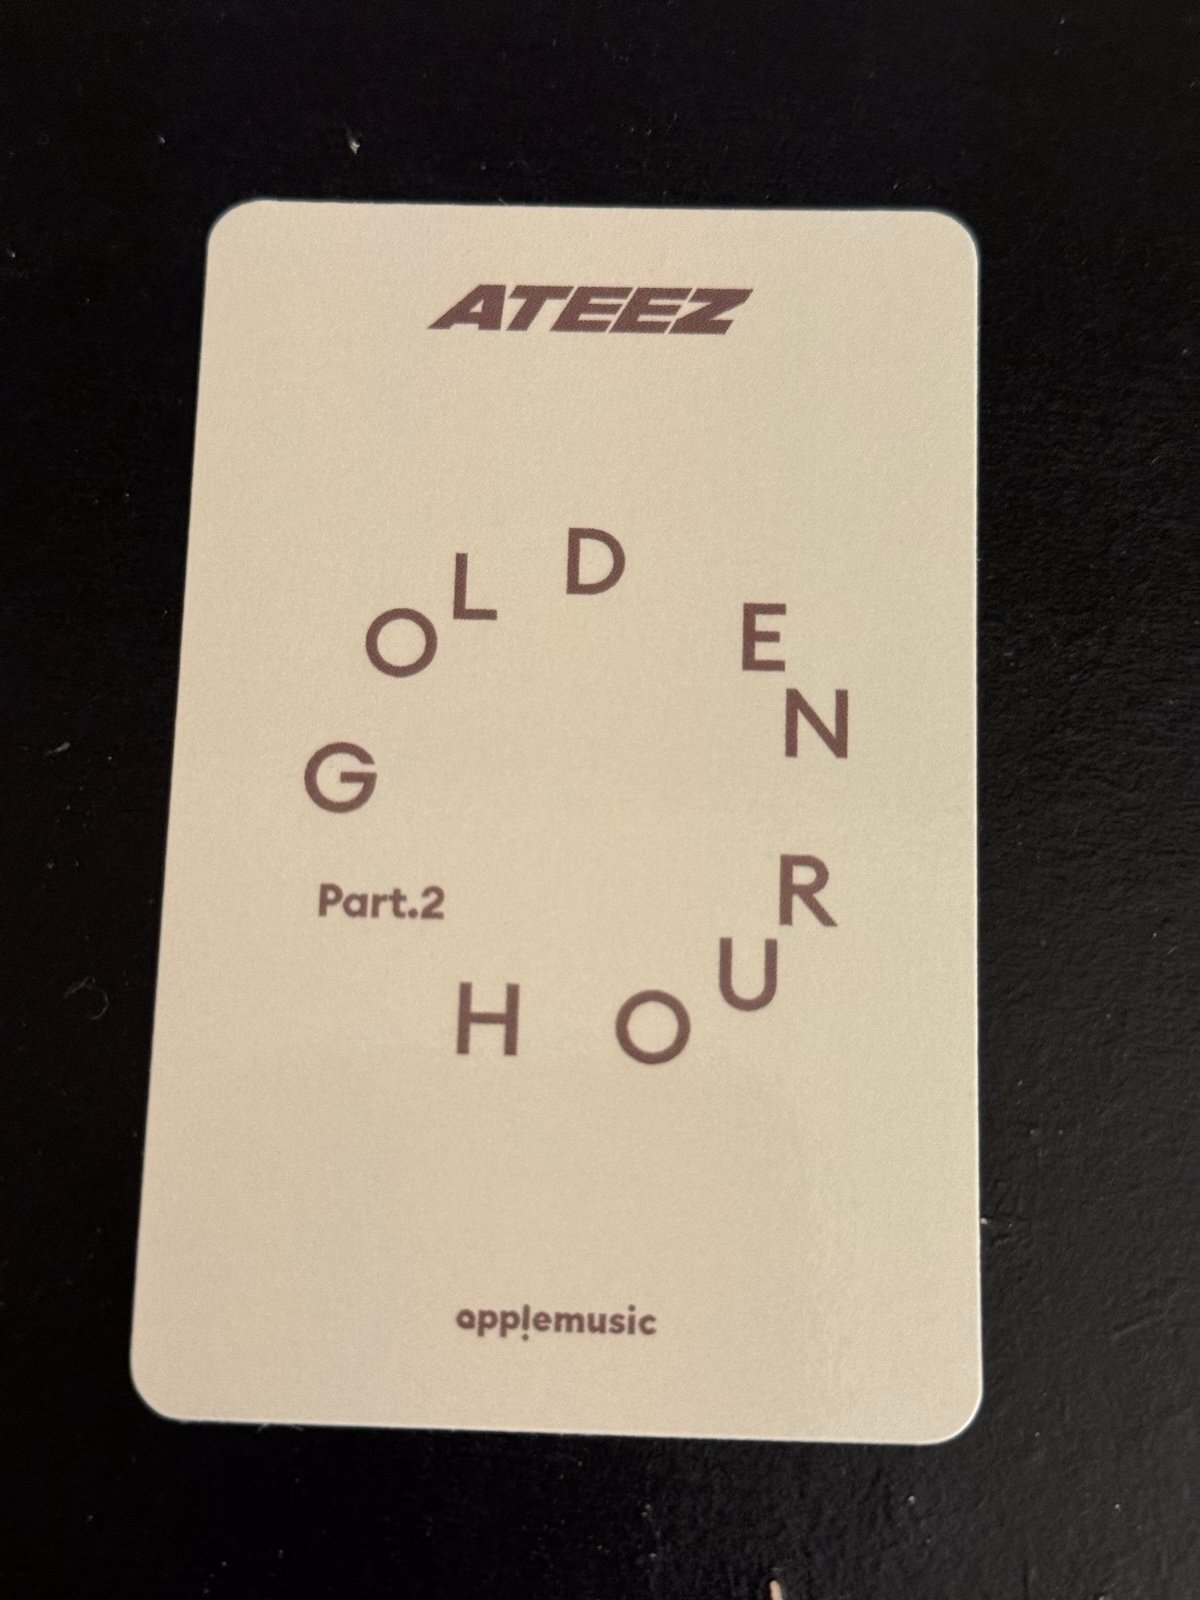 ATEEZ
GOLDEN
HOUR
Part.2
applemusic